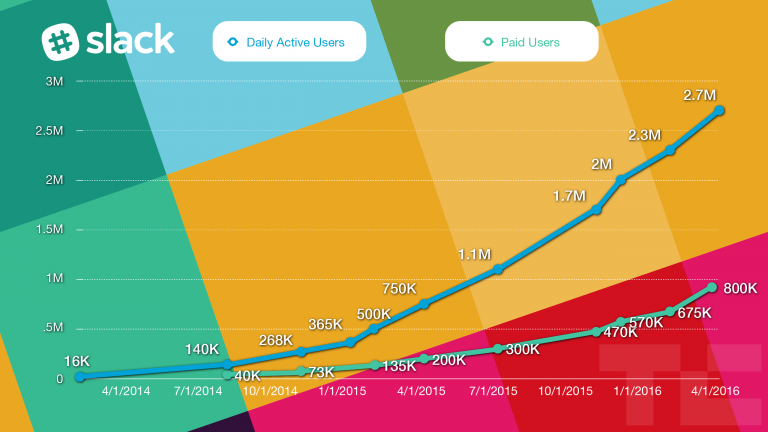 slack
Daily Active Users
Paid Users
3M
2.5M
2M
1.5M
1M
.5M
0
16K
140K
268K
365K
500K
750K
1.1M
1.7M
2M
2.3M
2.7M
40K
73K
135K
200K
300K
470K
570K
675K
800K
4/1/2014 7/1/2014 10/1/2014 1/1/2015 4/1/2015 7/1/2015 10/1/2015 1/1/2016 4/1/2016
TC